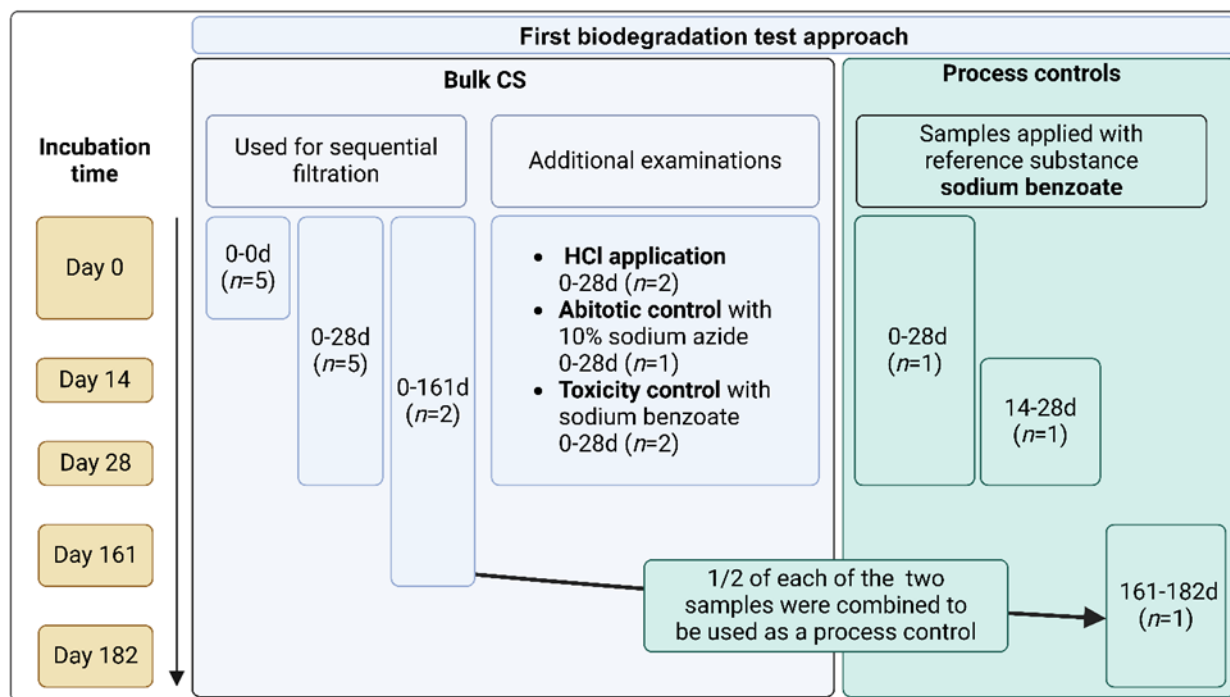 First biodegradation test approach
Bulk CS
Process controls
Incubation
time
Used for sequential
filtration
Additional examinations
Samples applied with
reference substance
sodium benzoate
Day 0
Day 14
Day 28
Day 161
Day 182
0-0d
(n=5)
0-28d
(n=5)
0-161d
(n=2)
• HCl application
0-28d (n=2)
• Abitotic control with
10% sodium azide
0-28d (n=1)
• Toxicity control with
sodium benzoate
0-28d (n=2)
0-28d
(n=1)
14-28d
(n=1)
1/2 of each of the two
samples were combined to
be used as a process control
161-182d
(n=1)